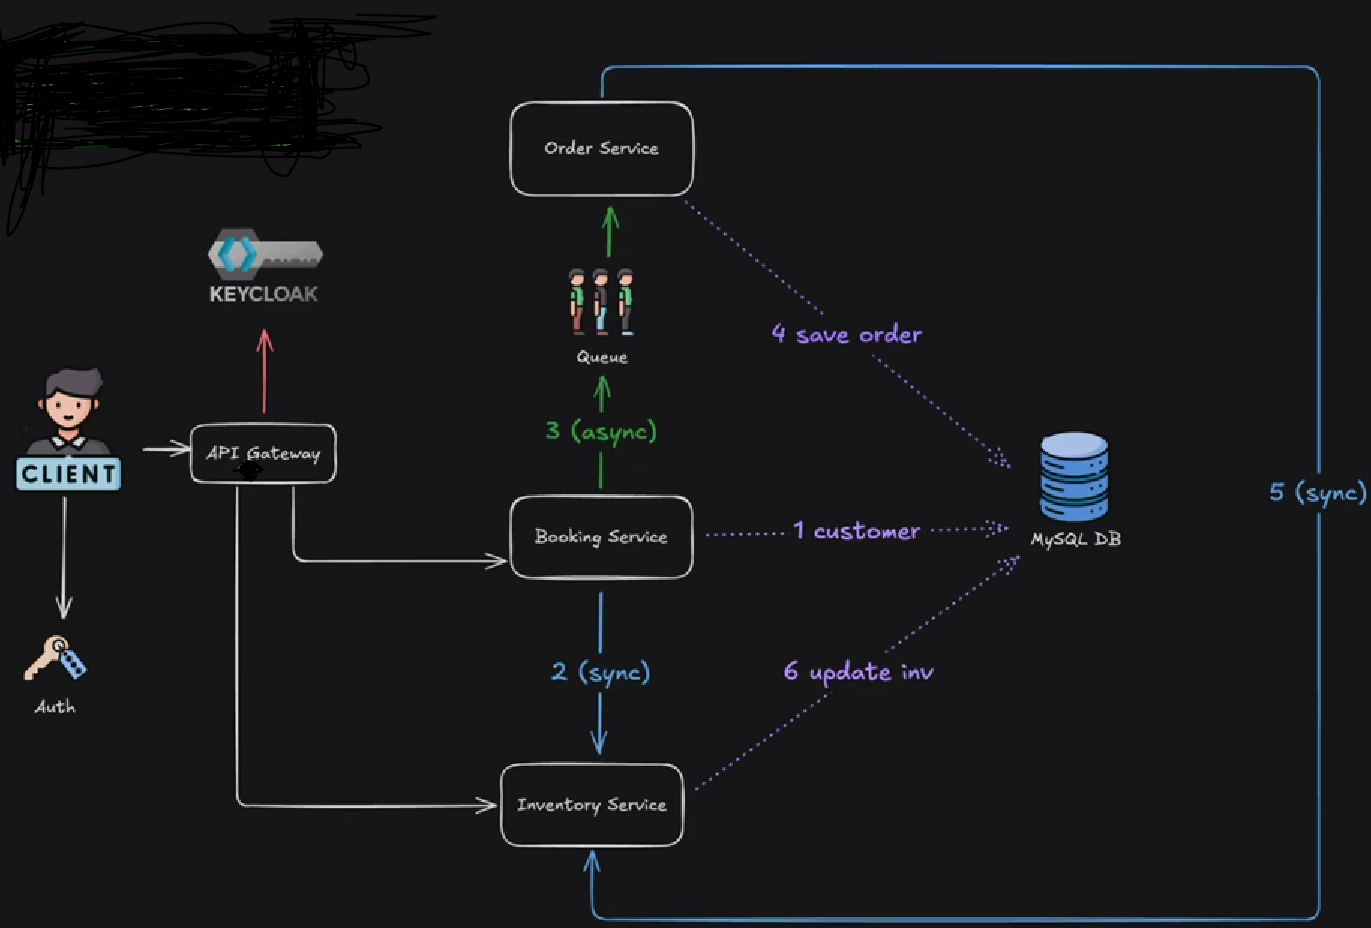 Order Service
KEYCLOAK
Queue
4 save order
3 (async)
CLIENT
API Gateway
5 (sync)
Booking Service
1 customer
MySQL DB
2 (sync)
6 update inv
Auth
Inventory Service